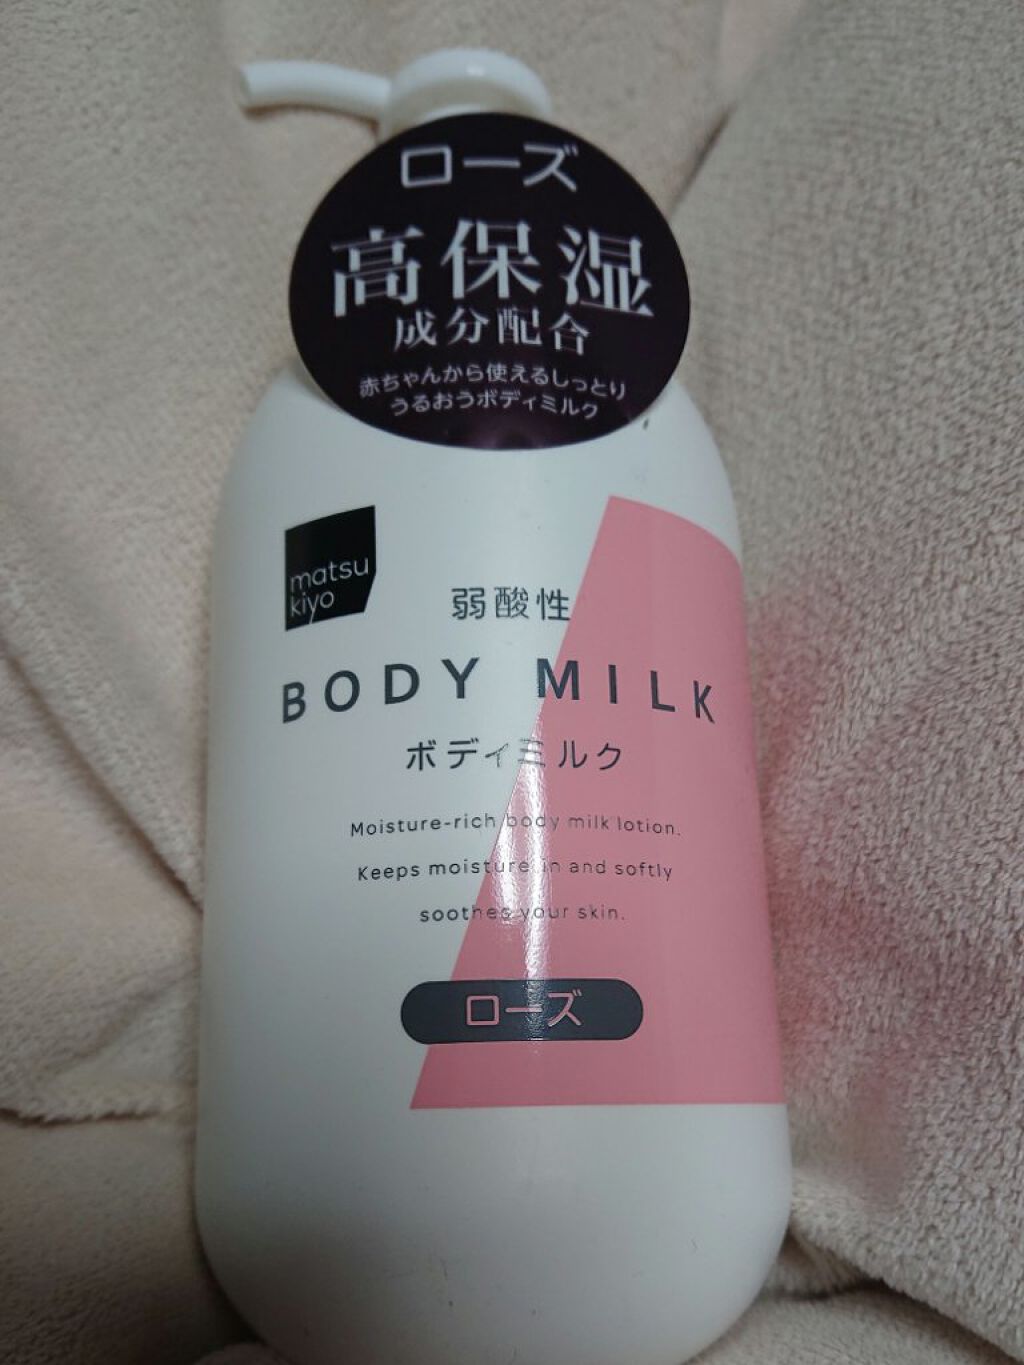 ローズ
高保湿
成分配合
赤ちゃんから使えるしっとり
うるおうボディミルク
matsu
kiyo
弱酸性
BODY MILK
ボディミルク
Moisture-rich body milk lotion.
Keeps moisture in and softly
soothes your skin.
ローズ